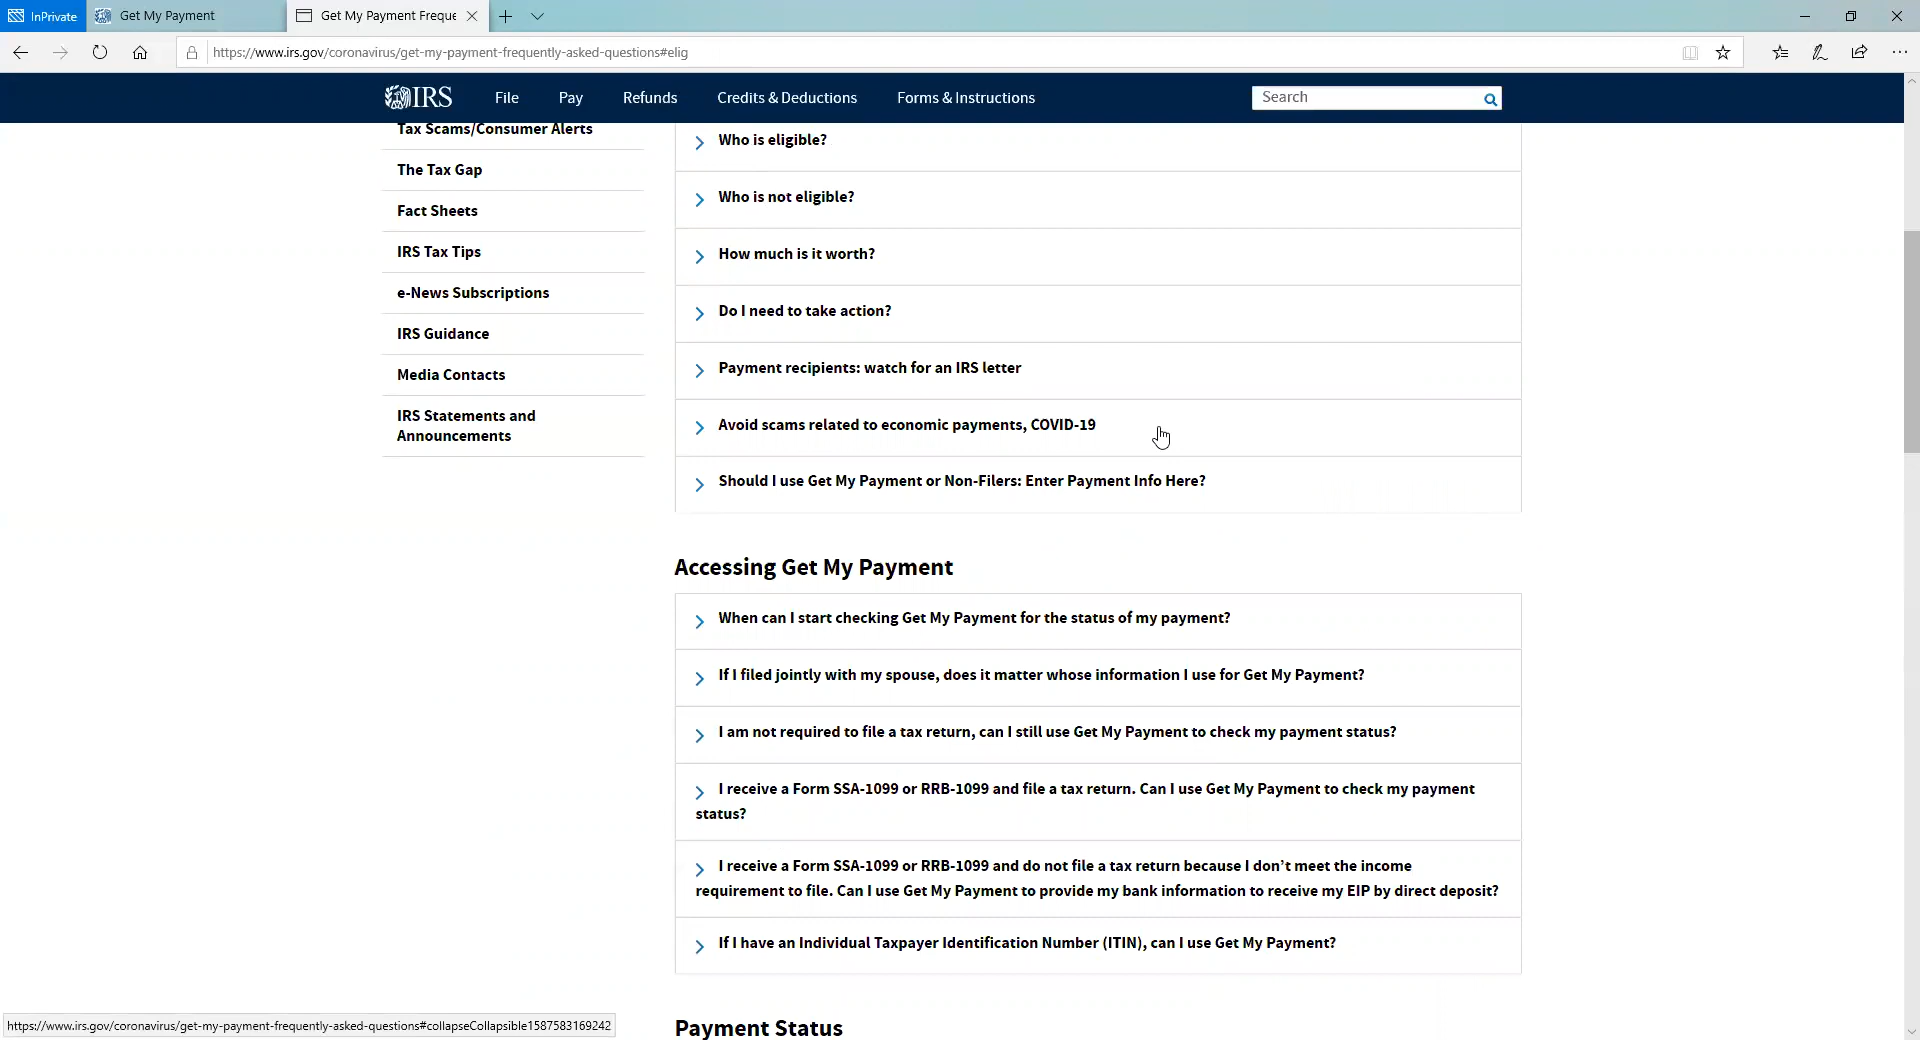 InPrivate
Get My Payment
Get My Payment Freque
https://www.irs.gov/coronavirus/get-my-payment-frequently-asked-questions#elig
IRS
File
Pay
Refunds
Credits & Deductions
Forms & Instructions
Search
Tax Scams/Consumer Alerts
The Tax Gap
Fact Sheets
IRS Tax Tips
e-News Subscriptions
IRS Guidance
Media Contacts
IRS Statements and
Announcements
Who is eligible?
Who is not eligible?
How much is it worth?
Do I need to take action?
Payment recipients: watch for an IRS letter
Avoid scams related to economic payments, COVID-19
Should I use Get My Payment or Non-Filers: Enter Payment Info Here?
Accessing Get My Payment
When can I start checking Get My Payment for the status of my payment?
If I filed jointly with my spouse, does it matter whose information I use for Get My Payment?
I am not required to file a tax return, can I still use Get My Payment to check my payment status?
I receive a Form SSA-1099 or RRB-1099 and file a tax return. Can I use Get My Payment to check my payment
status?
I receive a Form SSA-1099 or RRB-1099 and do not file a tax return because I don’t meet the income
requirement to file. Can I use Get My Payment to provide my bank information to receive my EIP by direct deposit?
If I have an Individual Taxpayer Identification Number (ITIN), can I use Get My Payment?
Payment Status
https://www.irs.gov/coronavirus/get-my-payment-frequently-asked-questions#collapseCollapsible1587583169242